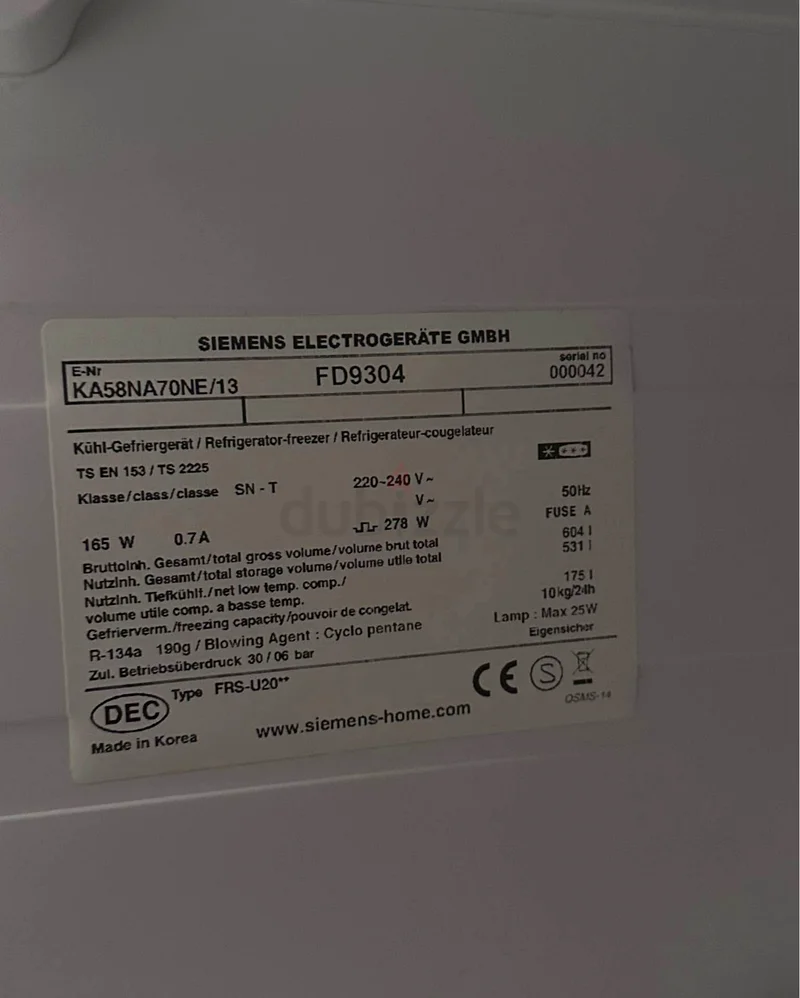 SIEMENS ELECTROGERÄTE GMBH
E-Nr
KA58NA70NE/13
FD9304
serial no
000042
Kühl-Gefriergerät / Refrigerator-freezer / Refrigerateur-cougelateur
TS EN 153 / TS 2225
Klasse/class/classe SN - T 220~240 V~ 50Hz
V~ FUSE A
165 W 0.7A 278 W
Bruttoinh. Gesamt/total gross volume/volume brut total 604 l
Nutzinh. Gesamt/total storage volume/volume utile total 531 l
Nutzinh. Tiefkühlf./net low temp. comp./
volume utile comp. a basse temp. 175 l
Gefrierverm./freezing capacity/pouvoir de congelat. 10kg/24h
R-134a 190g / Blowing Agent : Cyclo pentane Lamp : Max 25W
Zul. Betriebsüberdruck 30 / 06 bar Eigensicher
DEC Type FRS-U20** CE S
QSMS-14
Made in Korea www.siemens-home.com
dubizzle